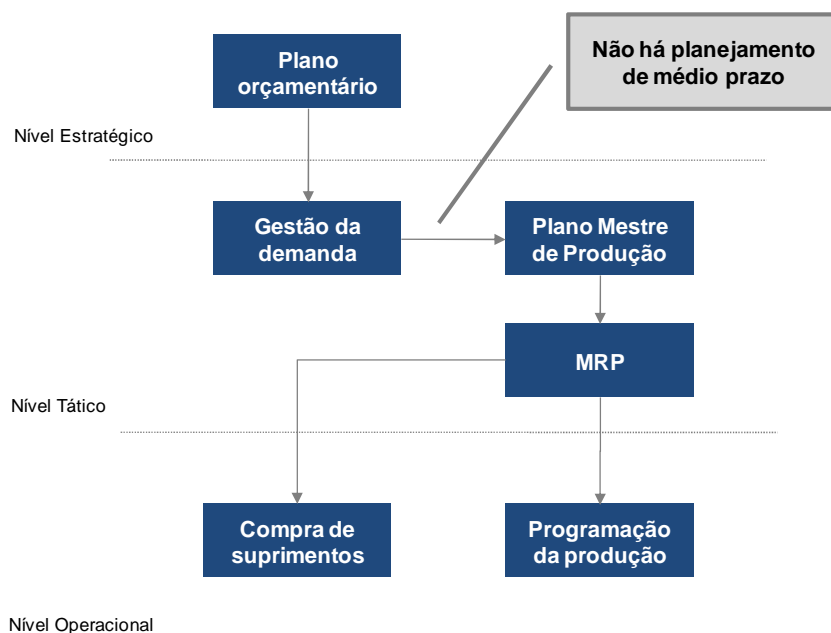 Plano
orçamentário
Não há planejamento
de médio prazo
Nível Estratégico
Gestão da
demanda
Plano Mestre
de Produção
MRP
Nível Tático
Compra de
suprimentos
Programação
da produção
Nível Operacional